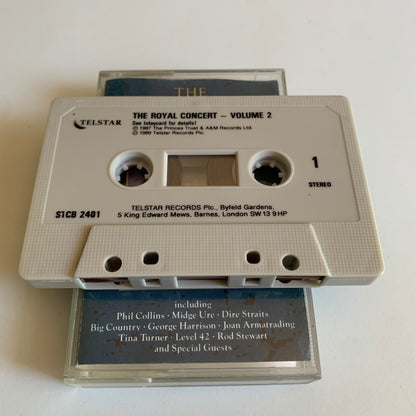 THE
TELSTAR
THE ROYAL CONCERT – VOLUME 2
See inlaycard for details!
℗ 1987 The Princes Trust & A&M Records Ltd.
© 1989 Telstar Records Plc
1
STEREO
STCB 2401
TELSTAR RECORDS Plc., Byfeld Gardens,
5 King Edward Mews, Barnes, London SW 13 9HP
including
Phil Collins · Midge Ure · Dire Straits
Big Country · George Harrison · Joan Armatrading
Tina Turner · Level 42 · Rod Stewart
and Special Guests